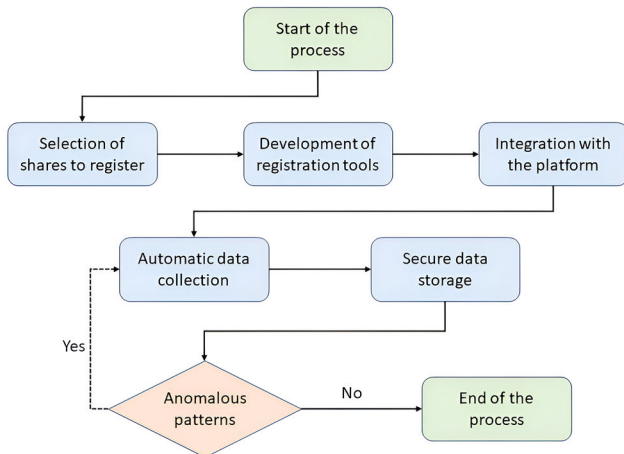 Start of the
process
Selection of
shares to register
Development of
registration tools
Integration with
the platform
Automatic data
collection
Secure data
storage
Yes
Anomalous
patterns
No
End of the
process